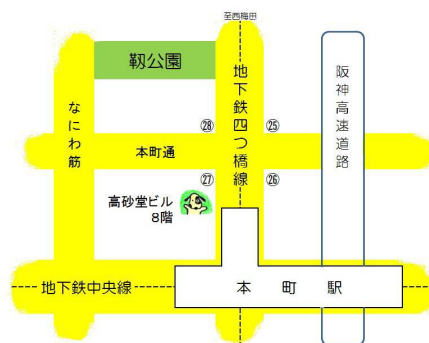 至西梅田
靱公園
地下鉄四つ橋線
阪神高速道路
なにわ筋
㉘
㉕
本町通
㉗
㉖
高砂堂ビル
8階
地下鉄中央線
本町駅